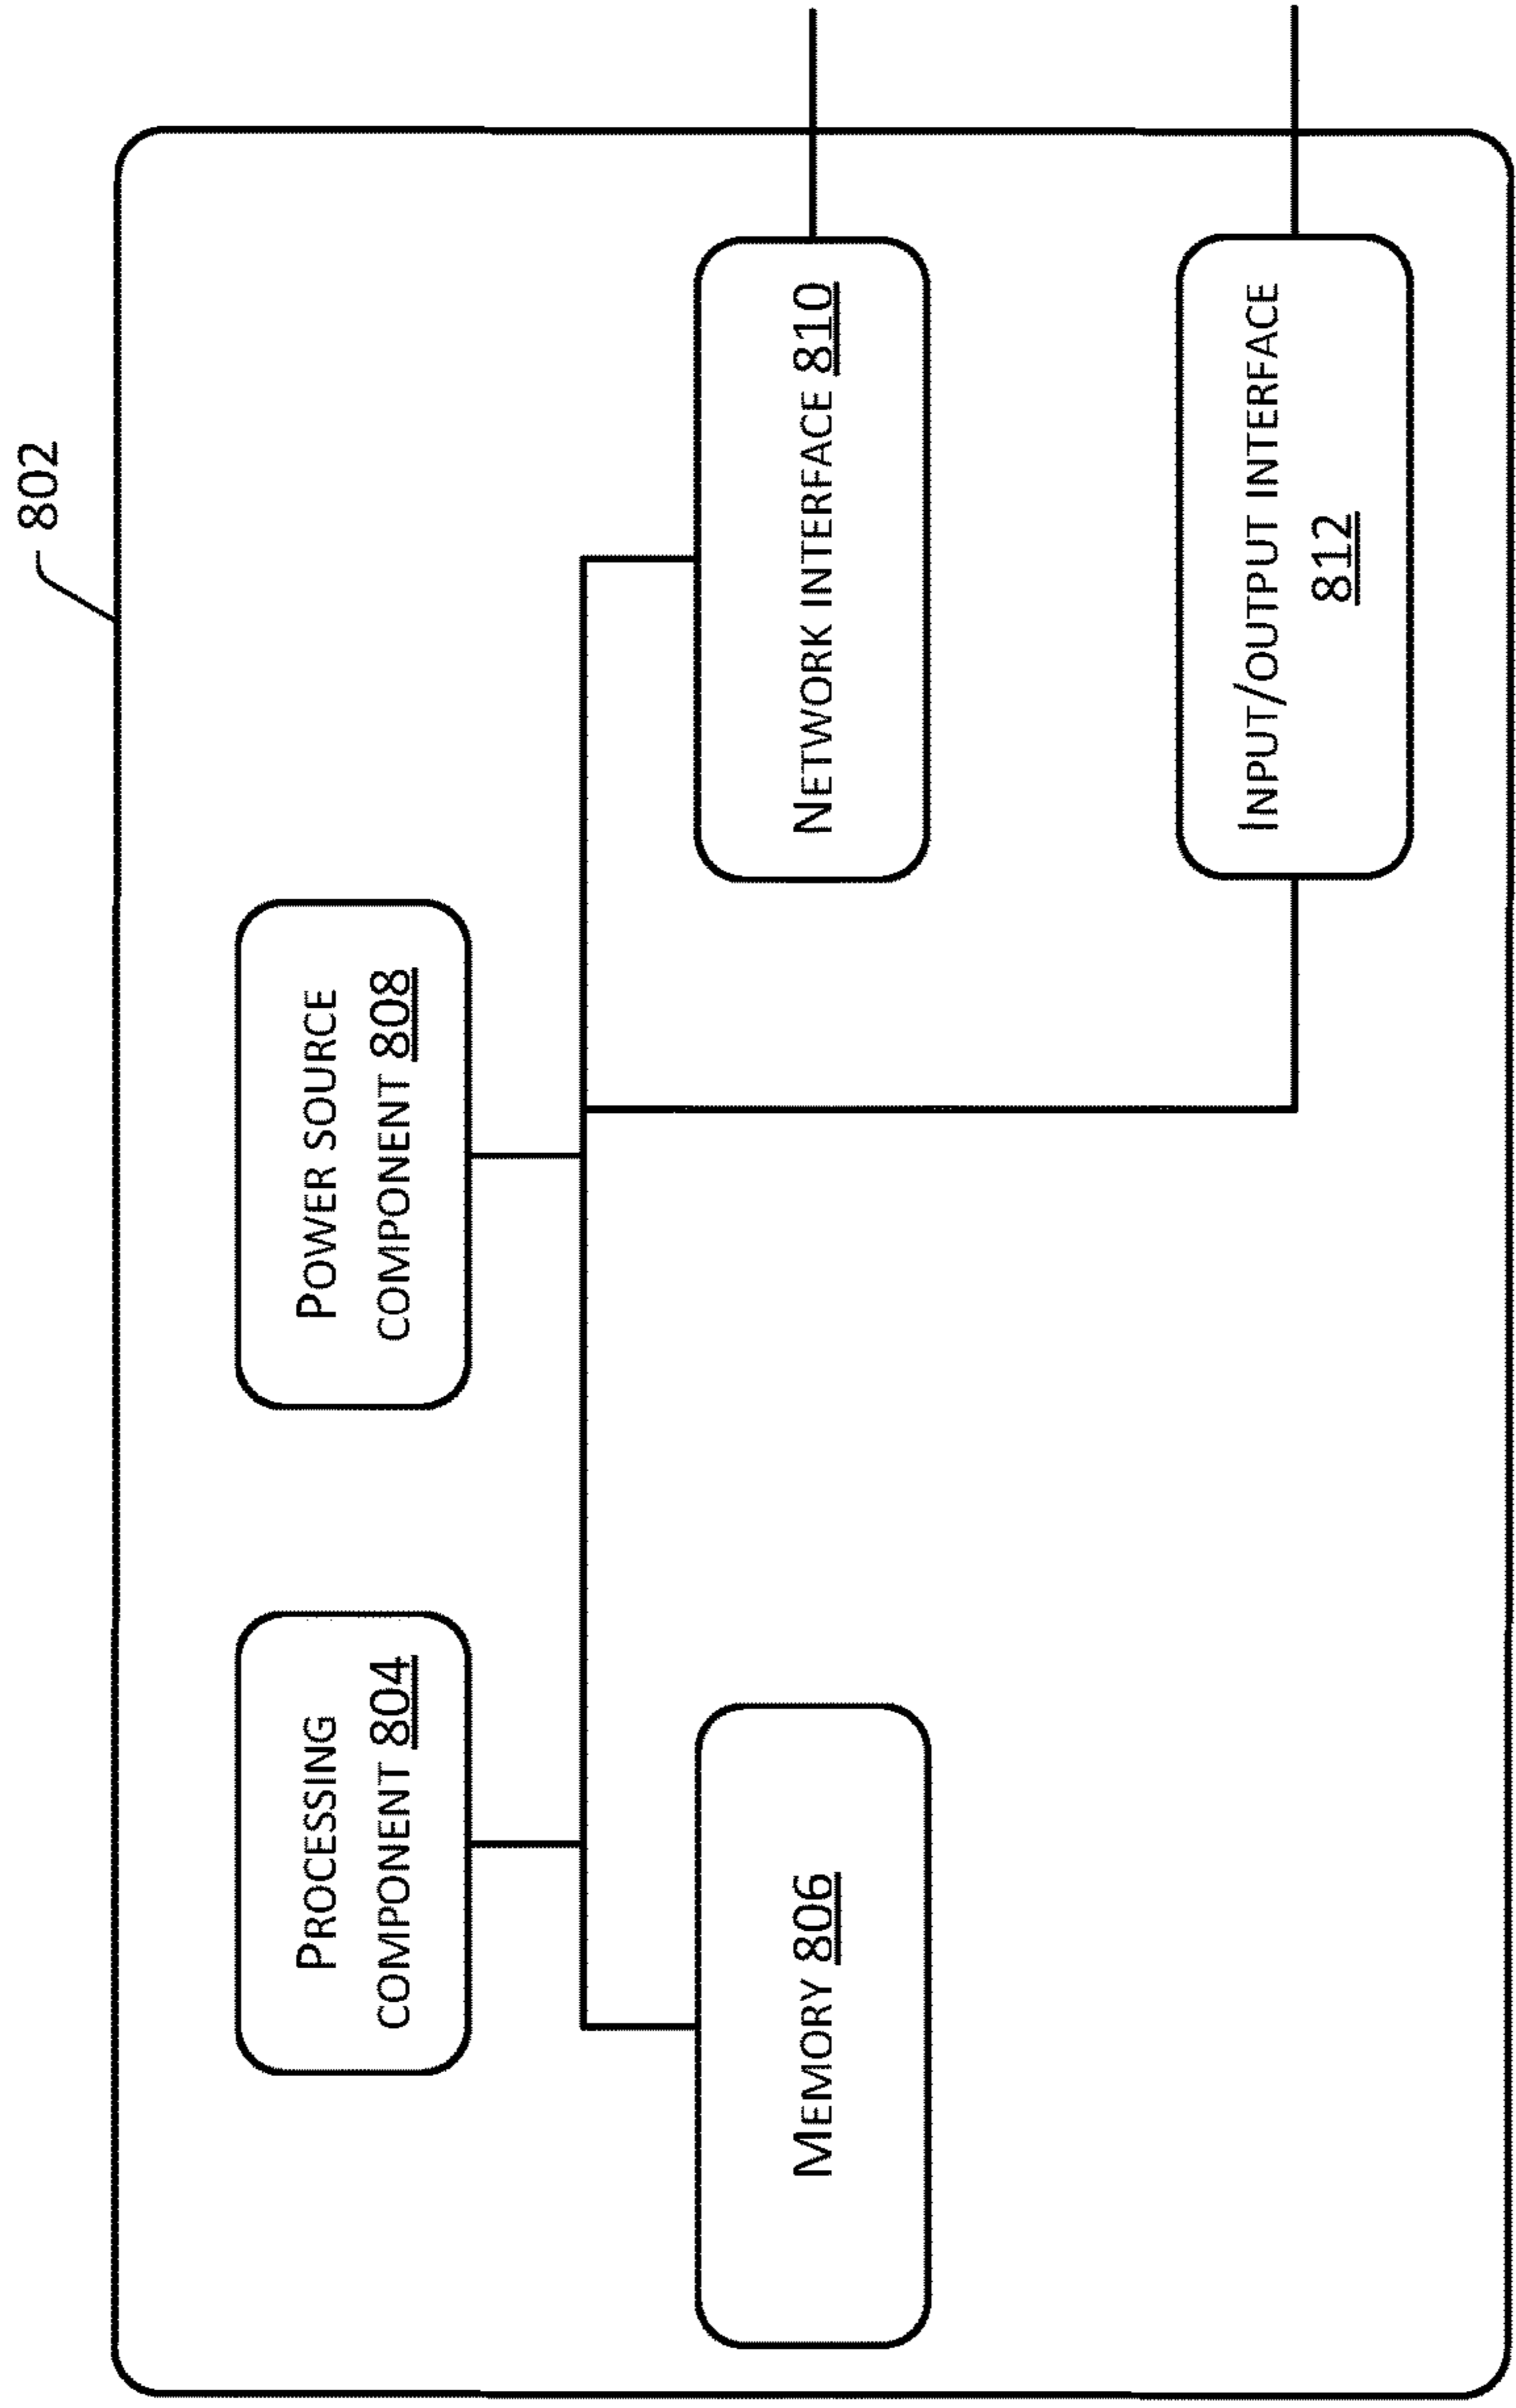 802
Processing
component 804
Power source
component 808
Memory 806
Network interface 810
Input/output interface
812